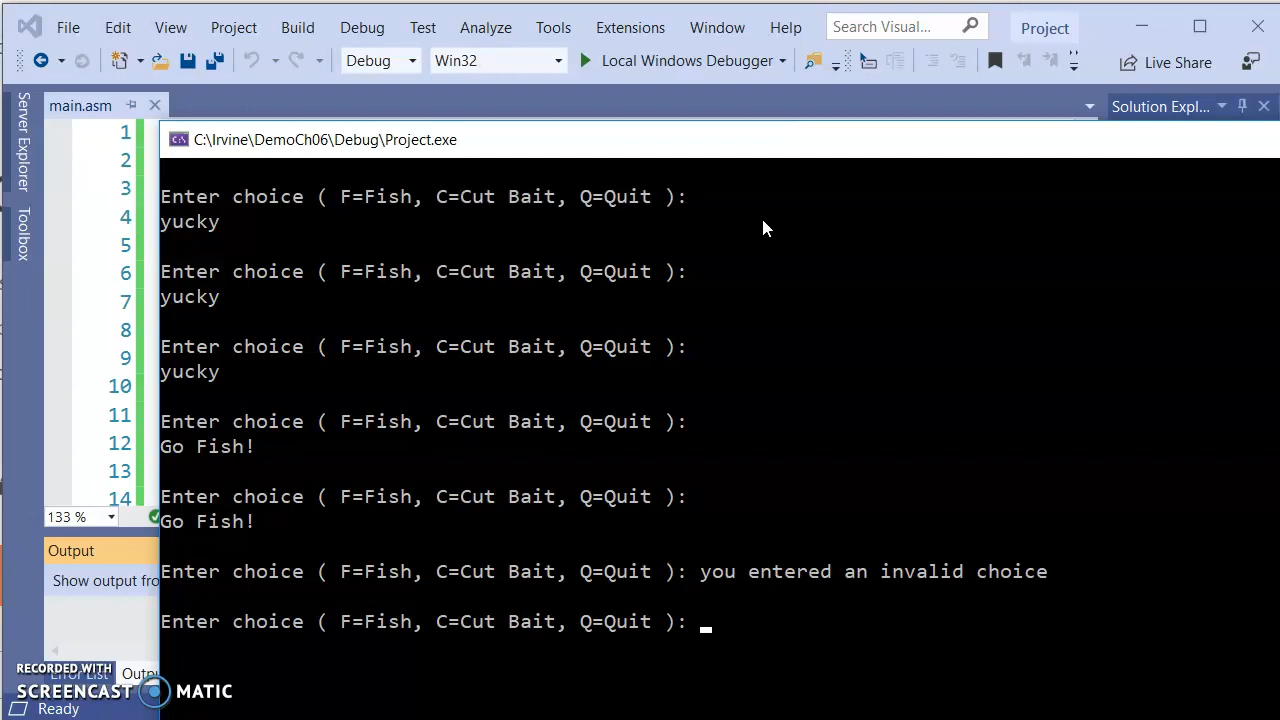 File Edit View Project Build Debug Test Analyze Tools Extensions Window Help Search Visual... Project
Debug Win32 Local Windows Debugger Live Share
main.asm Solution Expl...
Server Explorer
Toolbox
C:\ C:\Irvine\DemoCh06\Debug\Project.exe
1
2
3
4
5
6
7
8
9
10
11
12
13
14
Enter choice ( F=Fish, C=Cut Bait, Q=Quit ):
yucky
Enter choice ( F=Fish, C=Cut Bait, Q=Quit ):
yucky
Enter choice ( F=Fish, C=Cut Bait, Q=Quit ):
yucky
Enter choice ( F=Fish, C=Cut Bait, Q=Quit ):
Go Fish!
Enter choice ( F=Fish, C=Cut Bait, Q=Quit ):
Go Fish!
Enter choice ( F=Fish, C=Cut Bait, Q=Quit ): you entered an invalid choice
Enter choice ( F=Fish, C=Cut Bait, Q=Quit ):
133 %
Output
Show output fro
Error List Outp
RECORDED WITH
SCREENCAST MATIC
Ready